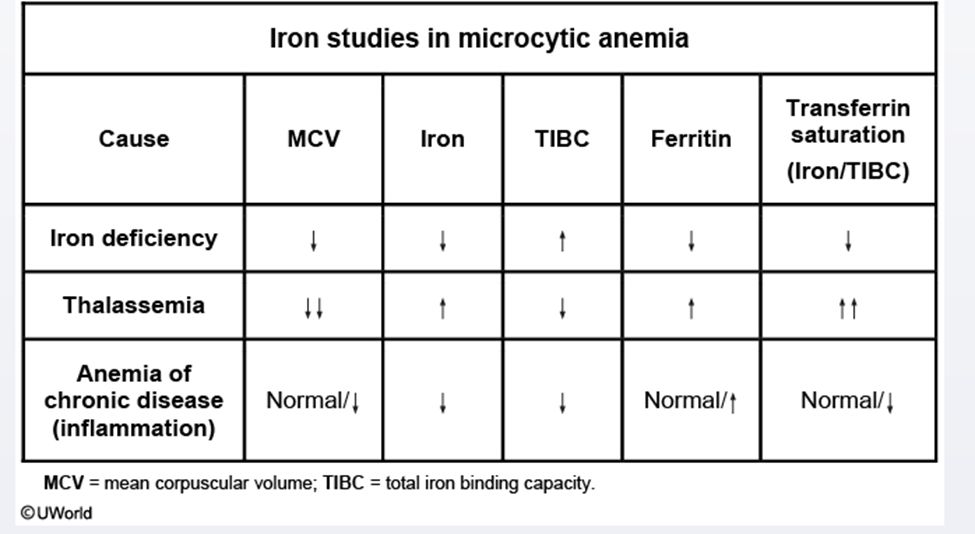 Iron studies in microcytic anemia
Cause MCV Iron TIBC Ferritin Transferrin
saturation
(Iron/TIBC)
Iron deficiency ↓ ↓ ↑ ↓ ↓
Thalassemia ↓↓ ↑ ↓ ↑ ↑↑
Anemia of
chronic disease
(inflammation) Normal/↓ ↓ ↓ Normal/↑ Normal/↓
MCV = mean corpuscular volume; TIBC = total iron binding capacity.
©UWorld